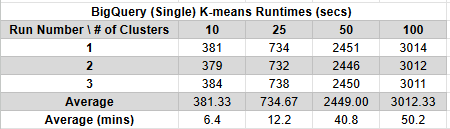 BigQuery (Single) K-means Runtimes (secs)
Run Number \ # of Clusters 10 25 50 100
1 381 734 2451 3014
2 379 732 2446 3012
3 384 738 2450 3011
Average 381.33 734.67 2449.00 3012.33
Average (mins) 6.4 12.2 40.8 50.2